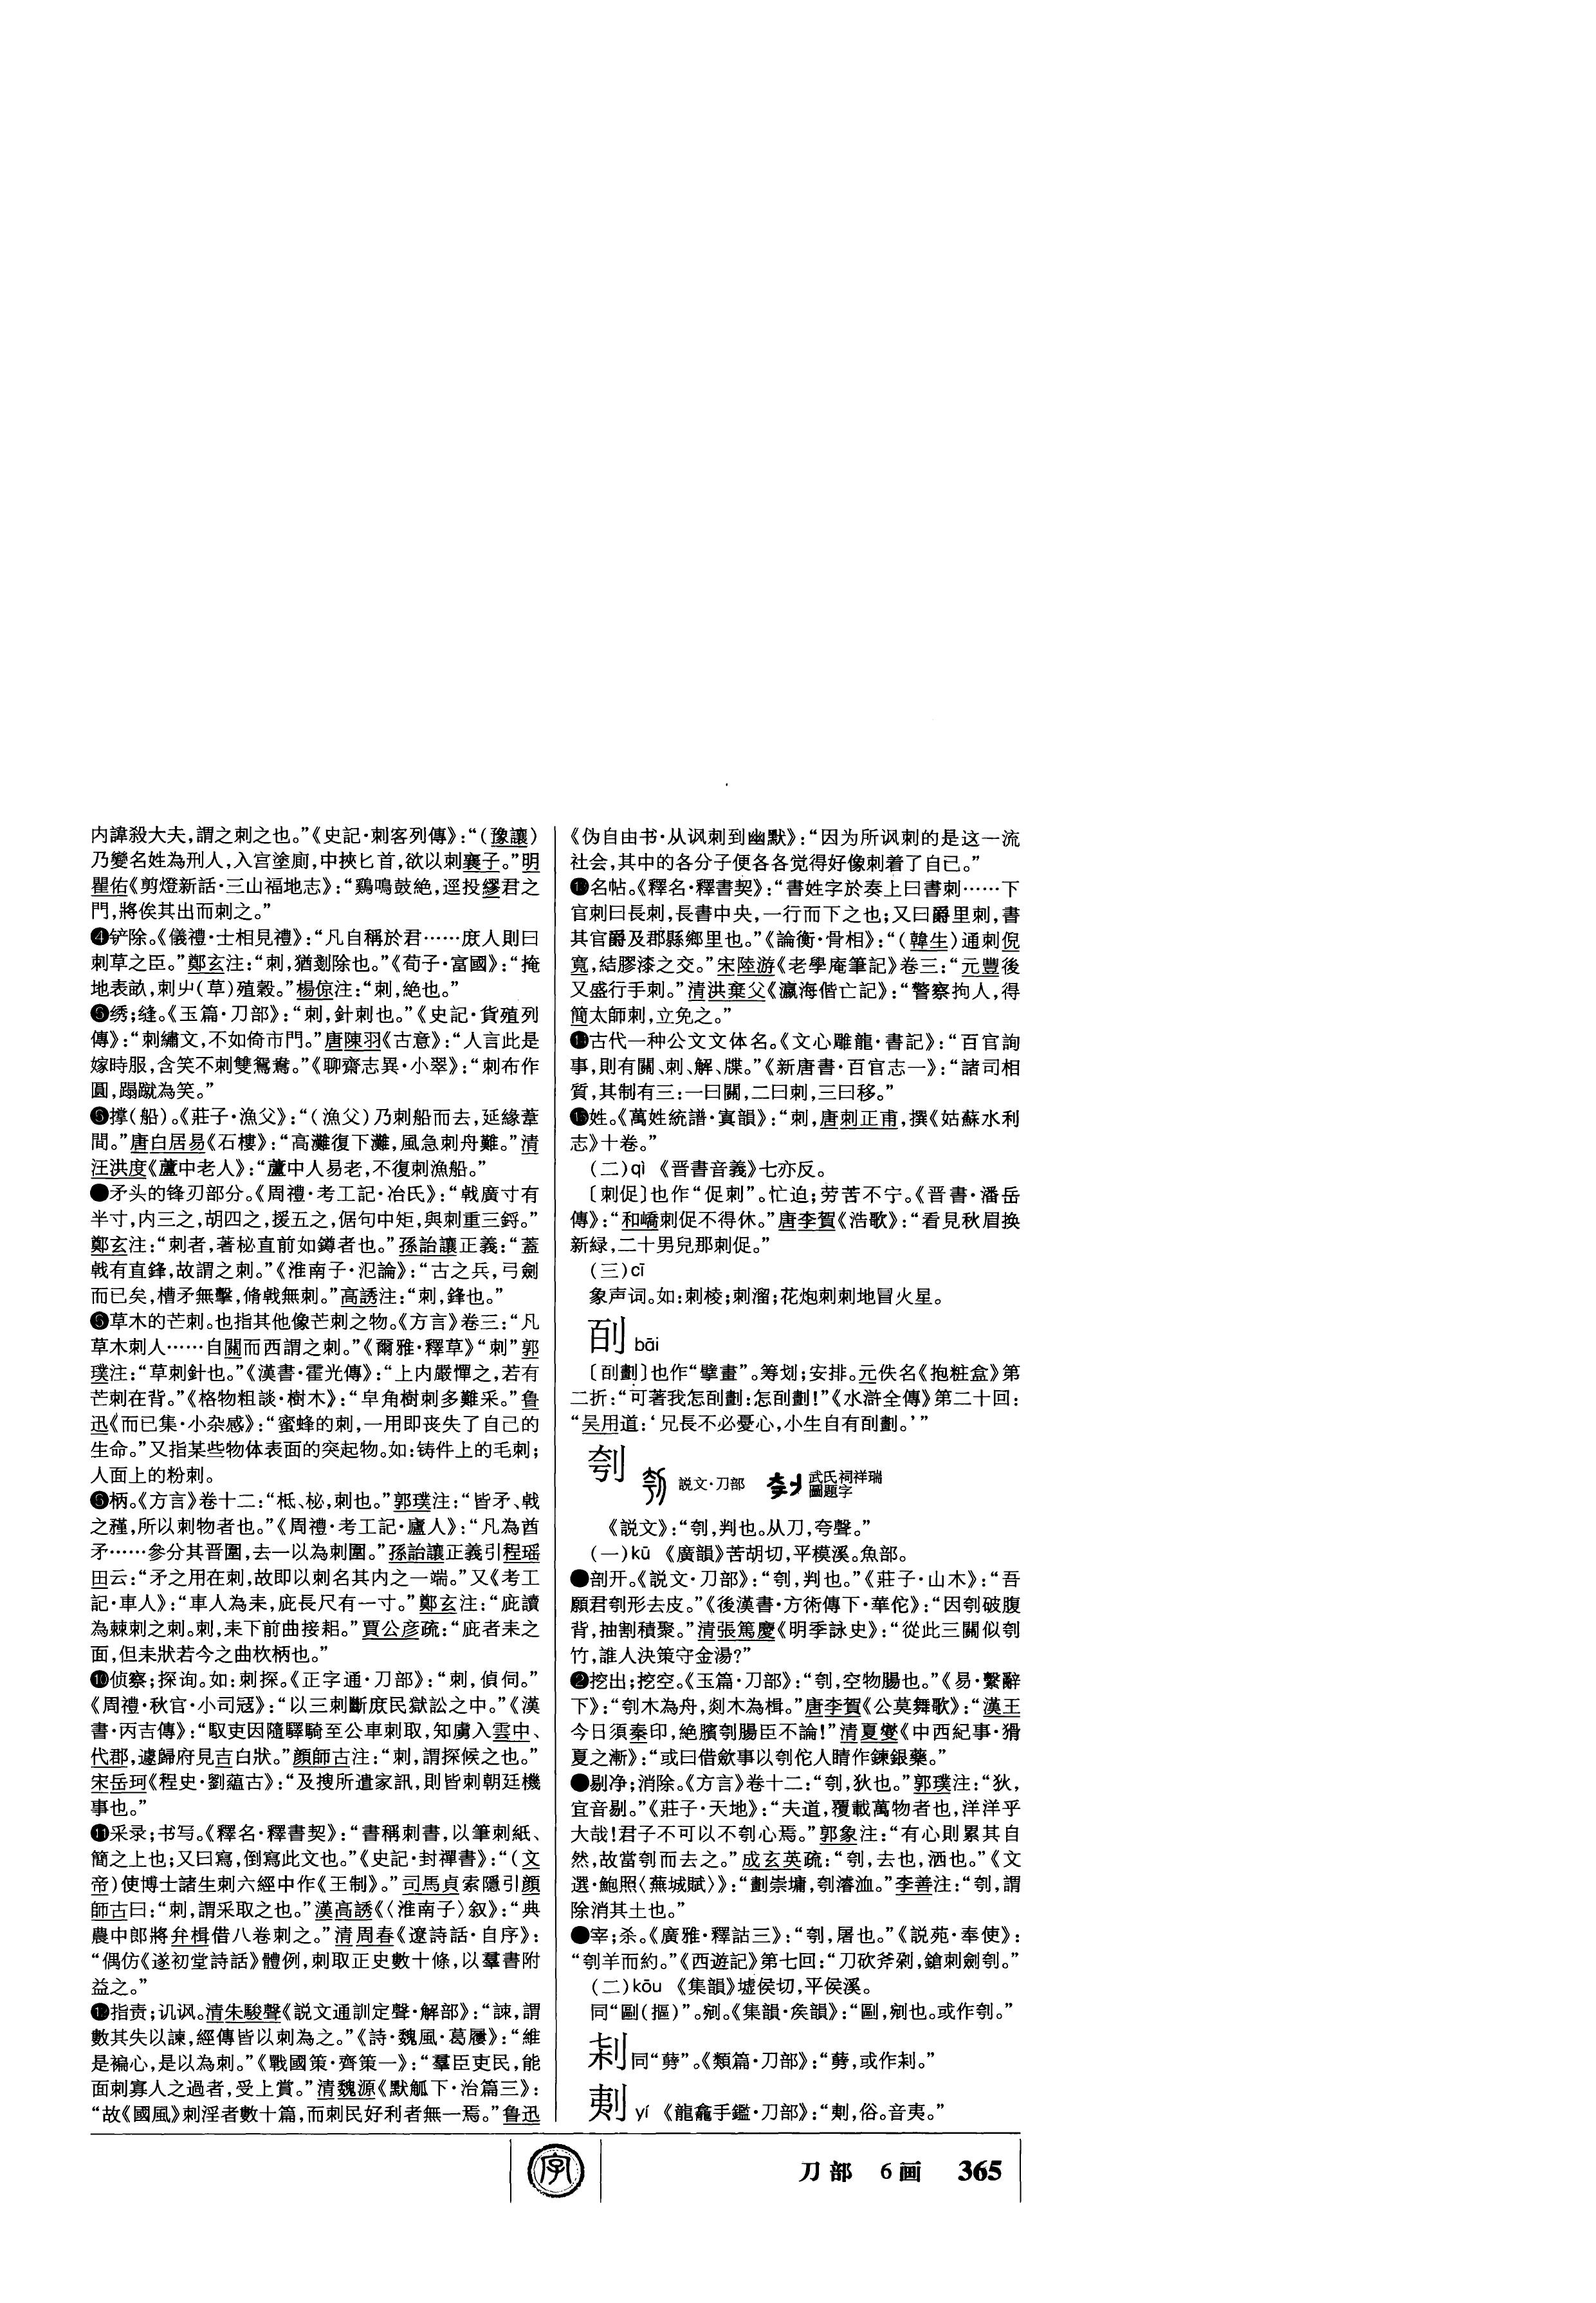 内諱殺大夫，謂之刺之也。”《史記·刺客列傳》：“（豫讓）
乃變名姓為刑人，入宫塗廁，中挾匕首，欲以刺襄子。”明
瞿佑《剪燈新話·三山福地志》：“鷄鳴鼓絶，逕投繆君之
門，將俟其出而刺之。”
❹铲除。《儀禮·士相見禮》：“凡自稱於君……庶人則曰
刺草之臣。”鄭玄注：“刺，猶剗除也。”《荀子·富國》：“掩
地表畝，刺屮（草）殖穀。”楊倞注：“刺，絶也。”
❺绣；缝。《玉篇·刀部》：“刺，針刺也。”《史記·貨殖列
傳》：“刺繡文，不如倚市門。”唐陳羽《古意》：“人言此是
嫁時服，含笑不刺雙鴛鴦。”《聊齋志異·小翠》：“刺布作
圓，蹋蹴為笑。”
❺撑（船）。《莊子·漁父》：“（漁父）乃刺船而去，延緣葦
間。”唐白居易《石樓》：“高灘復下灘，風急刺舟難。”清
汪洪度《蘆中老人》：“蘆中人易老，不復刺漁船。”
●矛头的锋刃部分。《周禮·考工記·冶氏》：“戟廣寸有
半寸，内三之，胡四之，援五之，倨句中矩，與刺重三鋝。”
鄭玄注：“刺者，著柲直前如鐏者也。”孫詒讓正義：“蓋
戟有直鋒，故謂之刺。”《淮南子·氾論》：“古之兵，弓劍
而已矣，槽矛無擊，脩戟無刺。”高誘注：“刺，鋒也。”
❺草木的芒刺。也指其他像芒刺之物。《方言》卷三：“凡
草木刺人……自關而西謂之刺。”《爾雅·釋草》“刺”郭
璞注：“草刺針也。”《漢書·霍光傳》：“上内嚴憚之，若有
芒刺在背。”《格物粗談·樹木》：“皁角樹刺多難采。”鲁
迅《而已集·小杂感》：“蜜蜂的刺，一用即丧失了自己的
生命。”又指某些物体表面的突起物。如：铸件上的毛刺；
人面上的粉刺。
❺柄。《方言》卷十二：“柢、柲，刺也。”郭璞注：“皆矛、戟
之𥎊，所以刺物者也。”《周禮·考工記·廬人》：“凡為酋
矛……參分其晋圍，去一以為刺圍。”孫詒讓正義引程瑶
田云：“矛之用在刺，故即以刺名其内之一端。”又《考工
記·車人》：“車人為耒，庇長尺有一寸。”鄭玄注：“庇讀
為棘刺之刺。刺，耒下前曲接耜。”賈公彦疏：“庇者耒之
面，但耒狀若今之曲杴柄也。”
❿侦察；探询。如：刺探。《正字通·刀部》：“刺，偵伺。”
《周禮·秋官·小司寇》：“以三刺斷庶民獄訟之中。”《漢
書·丙吉傳》：“馭吏因隨驛騎至公車刺取，知虜入雲中、
代郡，遽歸府見吉白狀。”顔師古注：“刺，謂探候之也。”
宋岳珂《桯史·劉藴古》：“及搜所遣家訊，則皆刺朝廷機
事也。”
⓫采录；书写。《釋名·釋書契》：“書稱刺書，以筆刺紙、
簡之上也；又曰寫，倒寫此文也。”《史記·封禪書》：“（文
帝）使博士諸生刺六經中作《王制》。”司馬貞索隱引顔
師古曰：“刺，謂采取之也。”漢高誘《〈淮南子〉叙》：“典
農中郎將弁楫借八卷刺之。”清周春《遼詩話·自序》：
“偶仿《遂初堂詩話》體例，刺取正史數十條，以羣書附
益之。”
⓬指责；讥讽。清朱駿聲《説文通訓定聲·解部》：“諫，謂
數其失以諫，經傳皆以刺為之。”《詩·魏風·葛屨》：“維
是褊心，是以為刺。”《戰國策·齊策一》：“羣臣吏民，能
面刺寡人之過者，受上賞。”清魏源《默觚下·治篇三》：
“故《國風》刺淫者數十篇，而刺民好利者無一焉。”鲁迅
《伪自由书·从讽刺到幽默》：“因为所讽刺的是这一流
社会，其中的各分子便各各觉得好像刺着了自己。”
⓭名帖。《釋名·釋書契》：“書姓字於奏上曰書刺……下
官刺曰長刺，長書中央，一行而下之也；又曰爵里刺，書
其官爵及郡縣鄉里也。”《論衡·骨相》：“（韓生）通刺倪
寬，結膠漆之交。”宋陸游《老學庵筆記》卷三：“元豐後
又盛行手刺。”清洪棄父《瀛海偕亡記》：“警察拘人，得
簡太師刺，立免之。”
⓮古代一种公文文体名。《文心雕龍·書記》：“百官詢
事，則有關、刺、解、牒。”《新唐書·百官志一》：“諸司相
質，其制有三：一曰關，二曰刺，三曰移。”
⓯姓。《萬姓統譜·寘韻》：“刺，唐刺正甫，撰《姑蘇水利
志》十卷。”
（二）qì 《晋書音義》七亦反。
〔刺促〕也作“促刺”。忙迫；劳苦不宁。《晋書·潘岳
傳》：“和嶠刺促不得休。”唐李賀《浩歌》：“看見秋眉换
新緑，二十男兒那刺促。”
（三）cī
象声词。如：刺棱；刺溜；花炮刺刺地冒火星。
刮 bāi
〔刮劃〕也作“擘畫”。筹划；安排。元佚名《抱粧盒》第
二折：“可著我怎刮劃：怎刮劃！”《水滸全傳》第二十回：
“吴用道：‘兄長不必憂心，小生自有刮劃。’”
刳 説文·刀部 武氏祠祥瑞圖題字
《説文》：“刳，判也。从刀，夸聲。”
（一）kū 《廣韻》苦胡切，平模溪。魚部。
●剖开。《説文·刀部》：“刳，判也。”《莊子·山木》：“吾
願君刳形去皮。”《後漢書·方術傳下·華佗》：“因刳破腹
背，抽割積聚。”清張篤慶《明季詠史》：“從此三關似刳
竹，誰人決策守金湯？”
❷挖出；挖空。《玉篇·刀部》：“刳，空物腸也。”《易·繫辭
下》：“刳木為舟，剡木為楫。”唐李賀《公莫舞歌》：“漢王
今日須秦印，絶臏刳腸臣不論！”清夏燮《中西紀事·猾
夏之漸》：“或曰借斂事以刳佗人睛作鍊銀藥。”
●剔净；消除。《方言》卷十二：“刳，狄也。”郭璞注：“狄，
宜音剔。”《莊子·天地》：“夫道，覆載萬物者也，洋洋乎
大哉！君子不可以不刳心焉。”郭象注：“有心則累其自
然，故當刳而去之。”成玄英疏：“刳，去也，洒也。”《文
選·鮑照〈蕪城賦〉》：“劃崇墉，刳濬洫。”李善注：“刳，謂
除消其土也。”
●宰；杀。《廣雅·釋詁三》：“刳，屠也。”《説苑·奉使》：
“刳羊而約。”《西遊記》第七回：“刀砍斧剁，鎗刺劍刳。”
（二）kōu 《集韻》墟侯切，平侯溪。
同“剾（摳）”。剜。《集韻·矦韻》：“剾，剜也。或作刳。”
同“剺”。《類篇·刀部》：“剺，或作。”
yí 《龍龕手鑑·刀部》：“，俗。音夷。”
字
刀部 6画 365